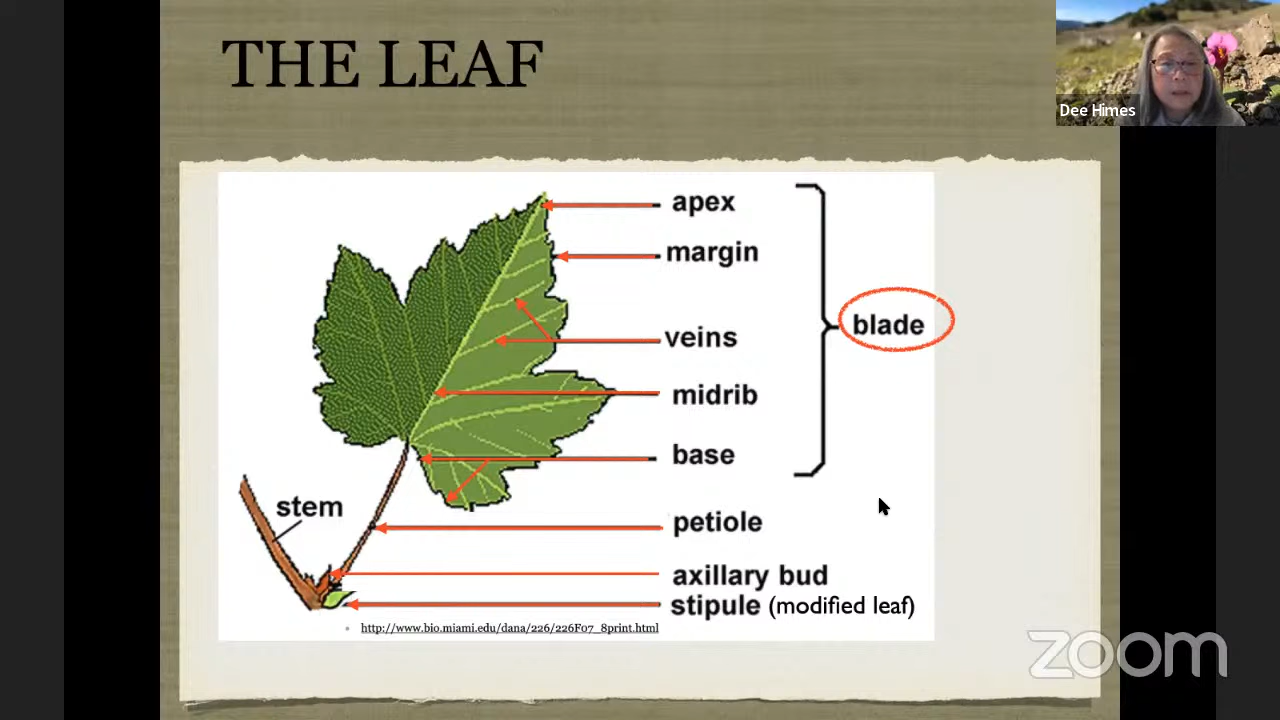 THE LEAF
Dee Himes
apex
margin
veins
blade
midrib
base
stem
petiole
axillary bud
stipule (modified leaf)
http://www.bio.miami.edu/dana/226/226F07_8print.html
zoom